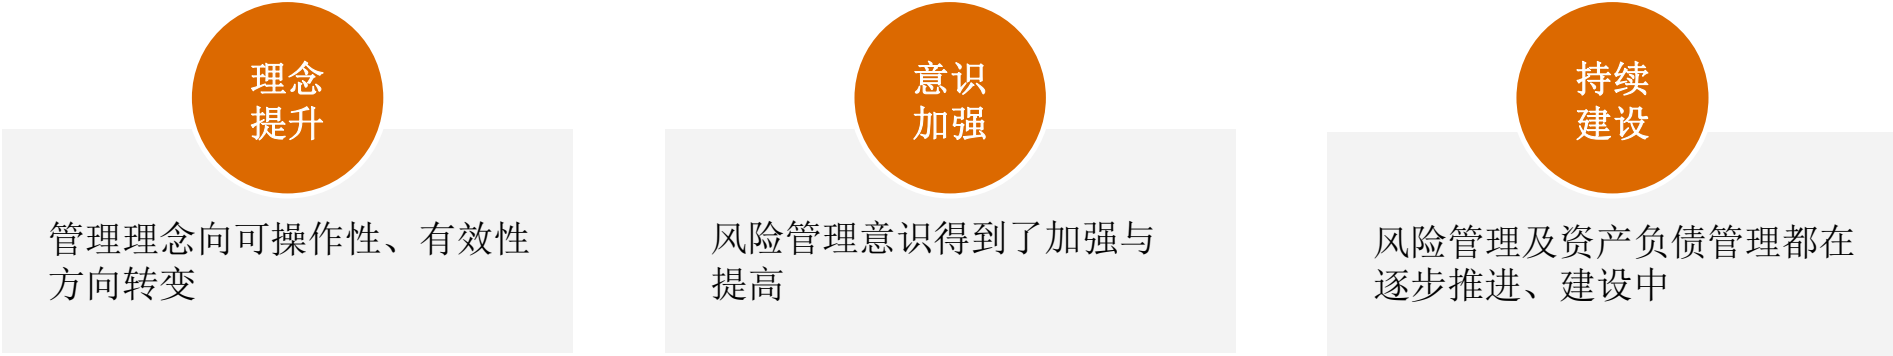 理念
提升
管理理念向可操作性、有效性
方向转变
意识
加强
风险管理意识得到了加强与
提高
持续
建设
风险管理及资产负债管理都在
逐步推进、建设中